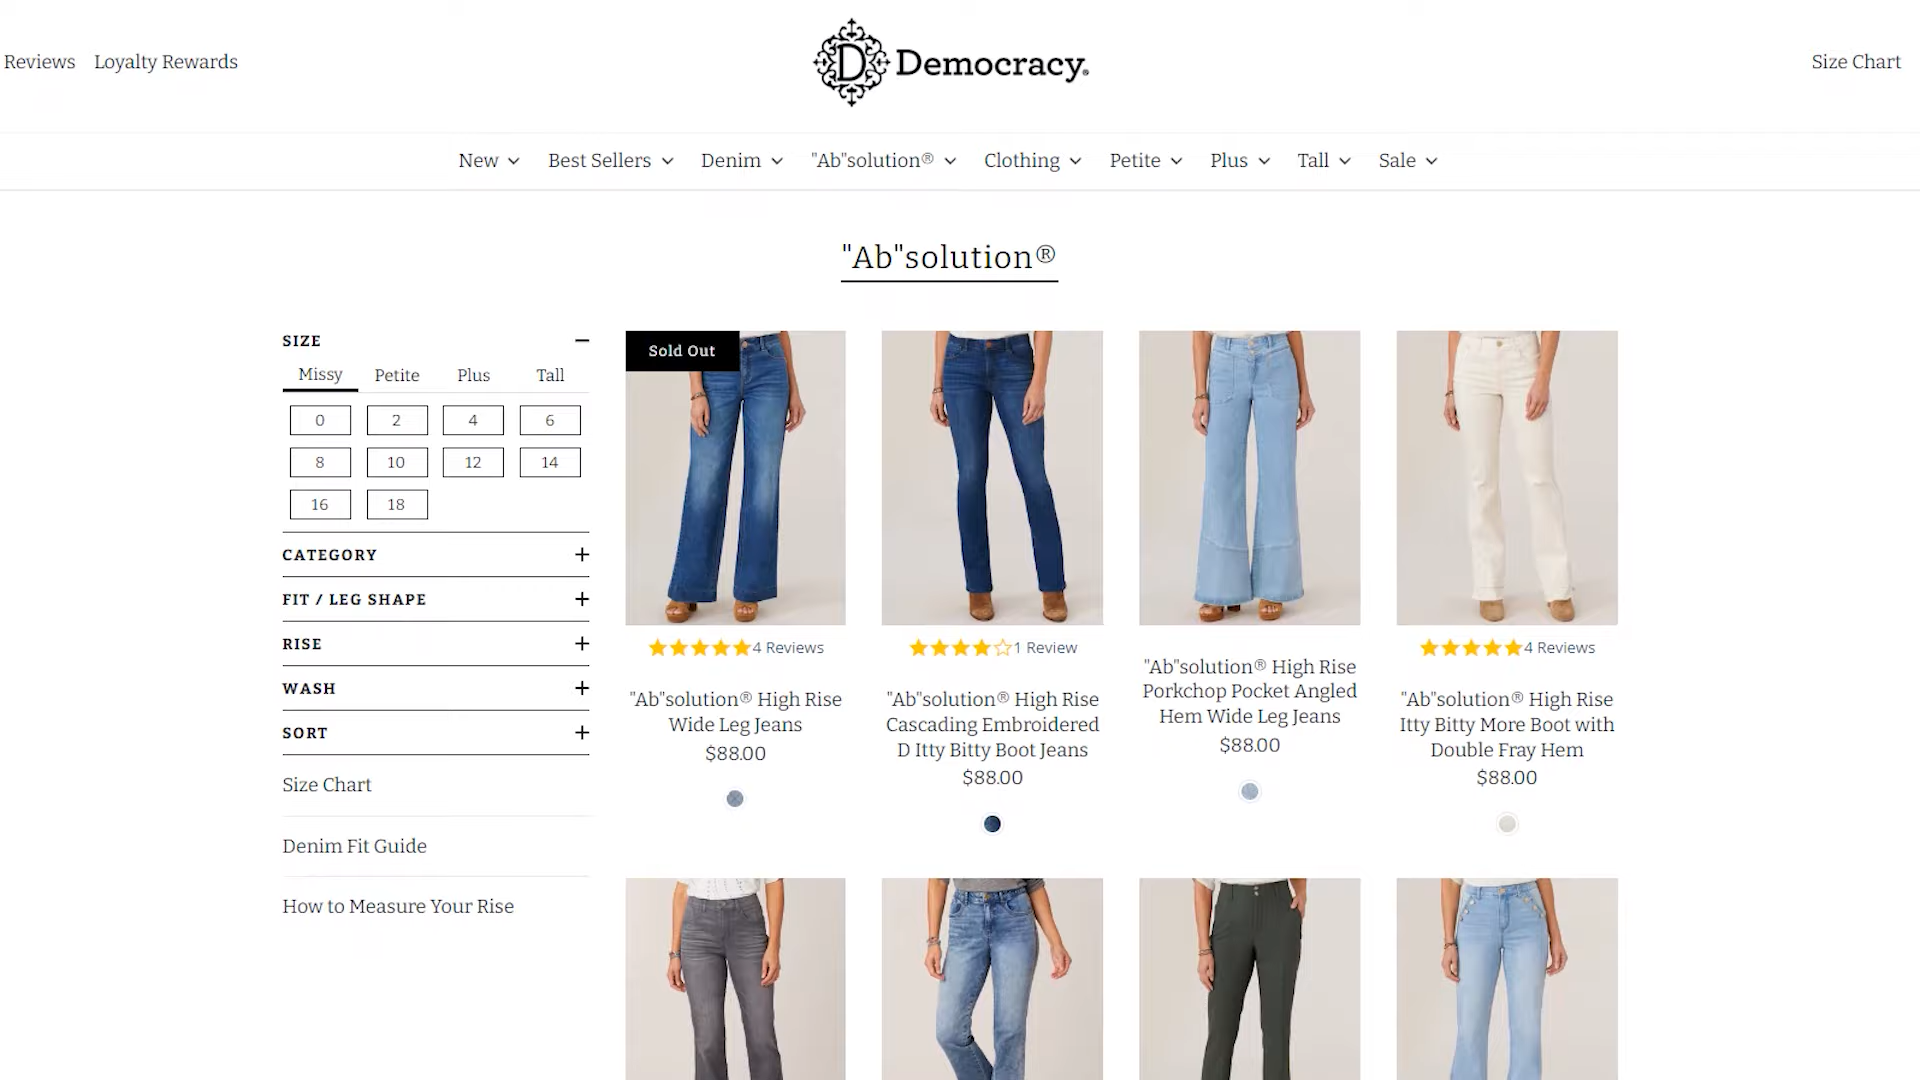 Reviews Loyalty Rewards
D Democracy®
Size Chart
New Best Sellers Denim "Ab"solution® Clothing Petite Plus Tall Sale
"Ab"solution®
SIZE
Missy Petite Plus Tall
0 2 4 6
8 10 12 14
16 18
CATEGORY
FIT / LEG SHAPE
RISE
WASH
SORT
Size Chart
Denim Fit Guide
How to Measure Your Rise
Sold Out
4 Reviews
"Ab"solution® High Rise
Wide Leg Jeans
$88.00
1 Review
"Ab"solution® High Rise
Cascading Embroidered
D Itty Bitty Boot Jeans
$88.00
"Ab"solution® High Rise
Porkchop Pocket Angled
Hem Wide Leg Jeans
$88.00
4 Reviews
"Ab"solution® High Rise
Itty Bitty More Boot with
Double Fray Hem
$88.00